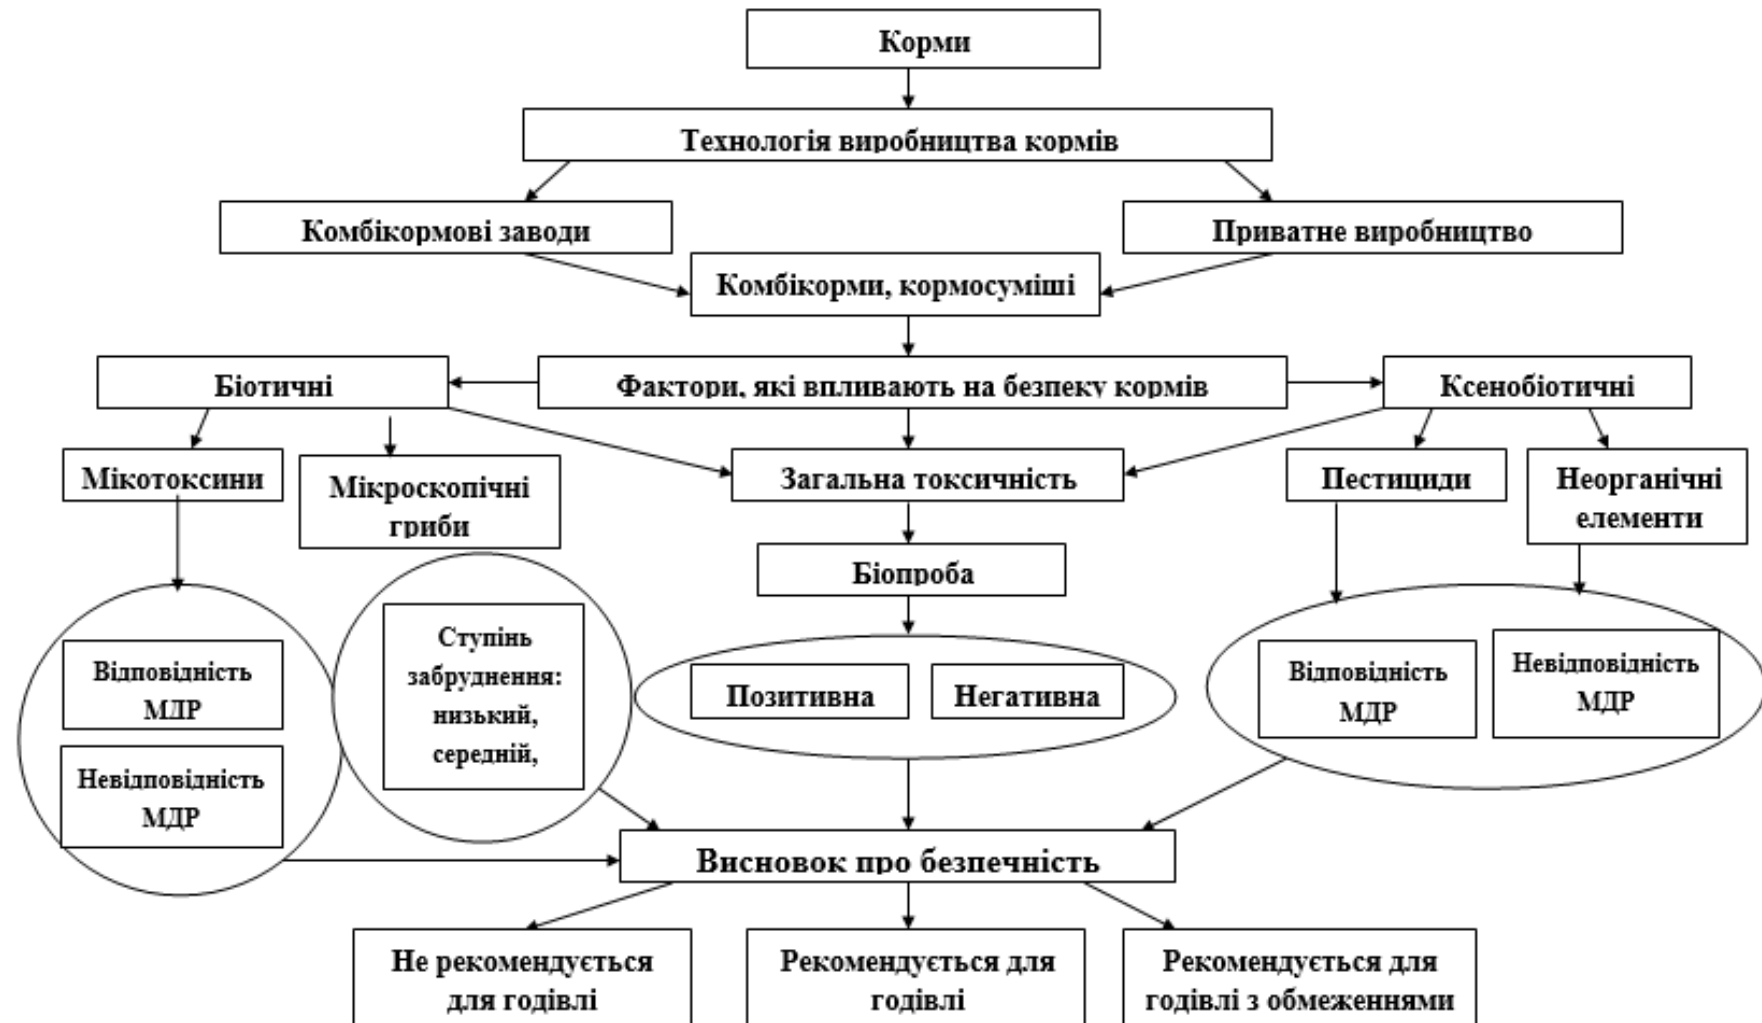 Корми
Технологія виробництва кормів
Комбікормові заводи
Приватне виробництво
Комбікорми, кормосуміші
Біотичні
Фактори, які впливають на безпеку кормів
Ксенобіотичні
Мікотоксини
Мікроскопічні
гриби
Загальна токсичність
Пестициди
Неорганічні
елементи
Біопроба
Відповідність
МДР
Невідповідність
МДР
Ступінь
забруднення:
низький,
середній,
Позитивна
Негативна
Відповідність
МДР
Невідповідність
МДР
Висновок про безпечність
Не рекомендується
для годівлі
Рекомендується для
годівлі
Рекомендується для
годівлі з обмеженнями